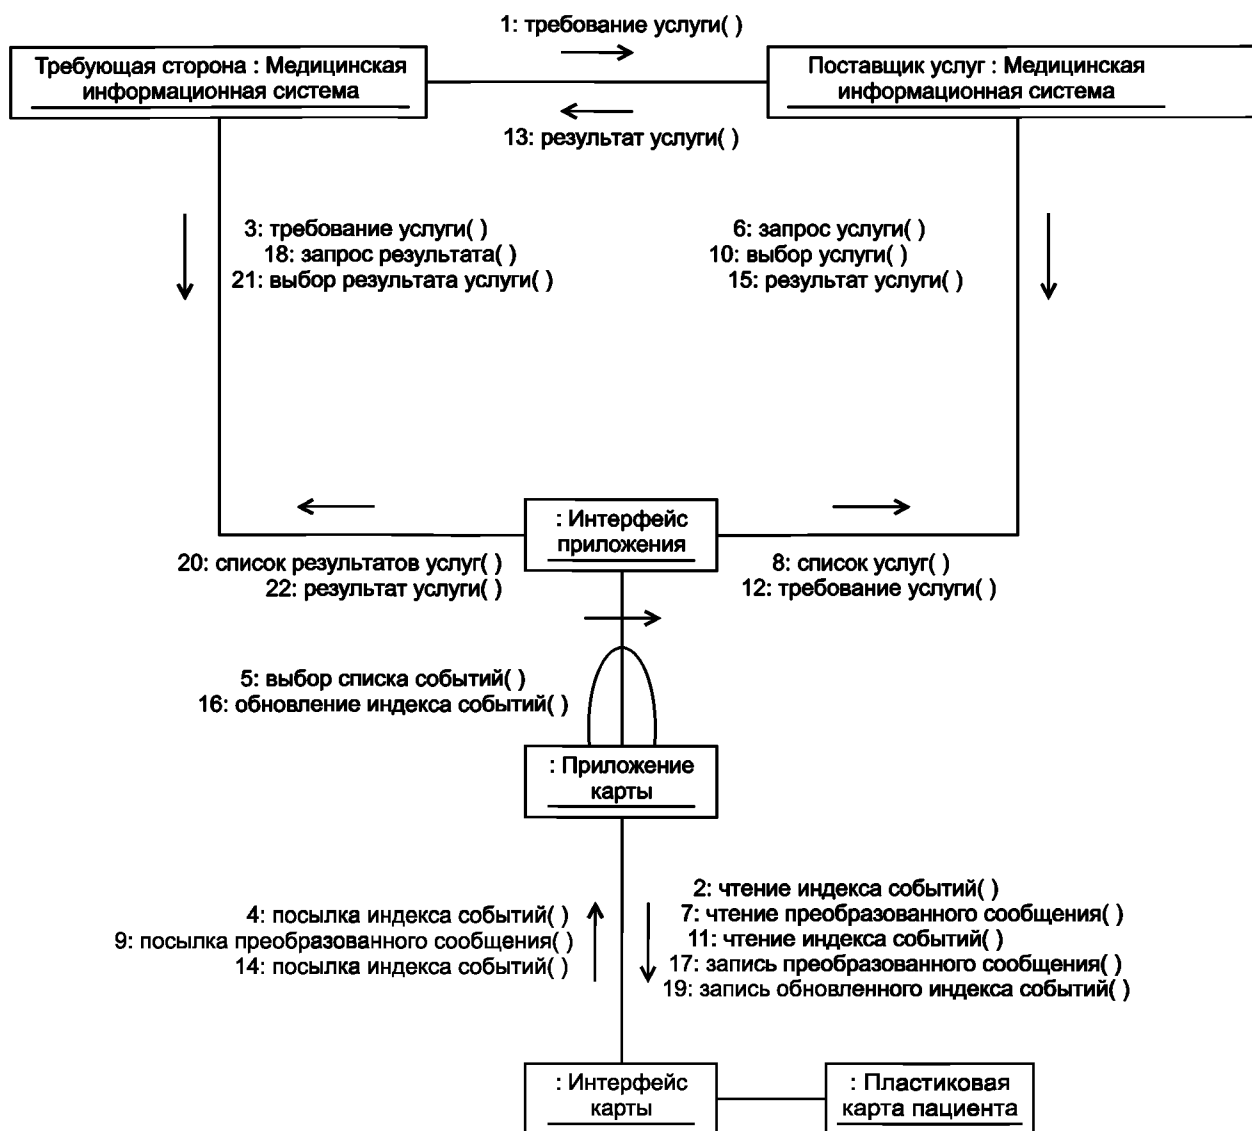 1: требование услуги( )
Требующая сторона : Медицинская
информационная система
Поставщик услуг : Медицинская
информационная система
13: результат услуги( )
3: требование услуги( )
18: запрос результата( )
21: выбор результата услуги( )
6: запрос услуги( )
10: выбор услуги( )
15: результат услуги( )
: Интерфейс
приложения
20: список результатов услуг( )
22: результат услуги( )
8: список услуг( )
12: требование услуги( )
5: выбор списка событий( )
16: обновление индекса событий( )
: Приложение
карты
4: посылка индекса событий( )
9: посылка преобразованного сообщения( )
14: посылка индекса событий( )
2: чтение индекса событий( )
7: чтение преобразованного сообщения( )
11: чтение индекса событий( )
17: запись преобразованного сообщения( )
19: запись обновленного индекса событий( )
: Интерфейс
карты
: Пластиковая
карта пациента